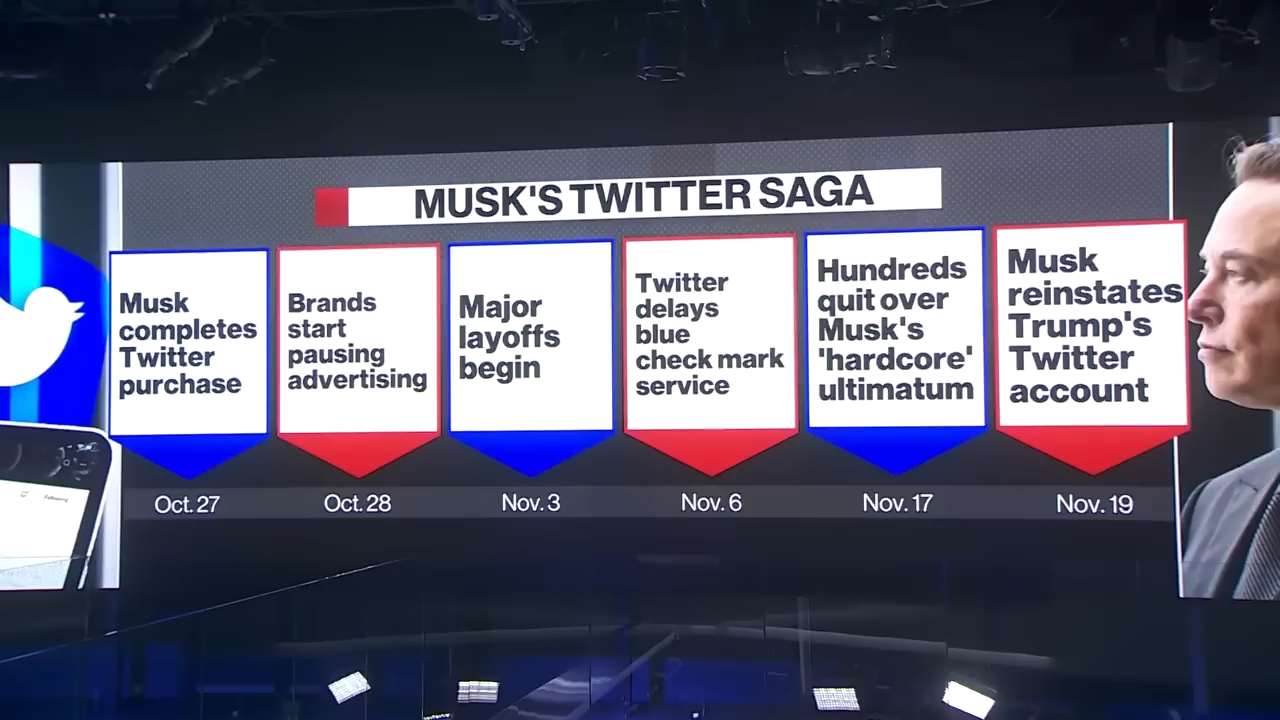 MUSK'S TWITTER SAGA
Musk
completes
Twitter
purchase
Oct. 27
Brands
start
pausing
advertising
Oct. 28
Major
layoffs
begin
Nov. 3
Twitter
delays
blue
check mark
service
Nov. 6
Hundreds
quit over
Musk's
'hardcore'
ultimatum
Nov. 17
Musk
reinstates
Trump's
Twitter
account
Nov. 19
Following